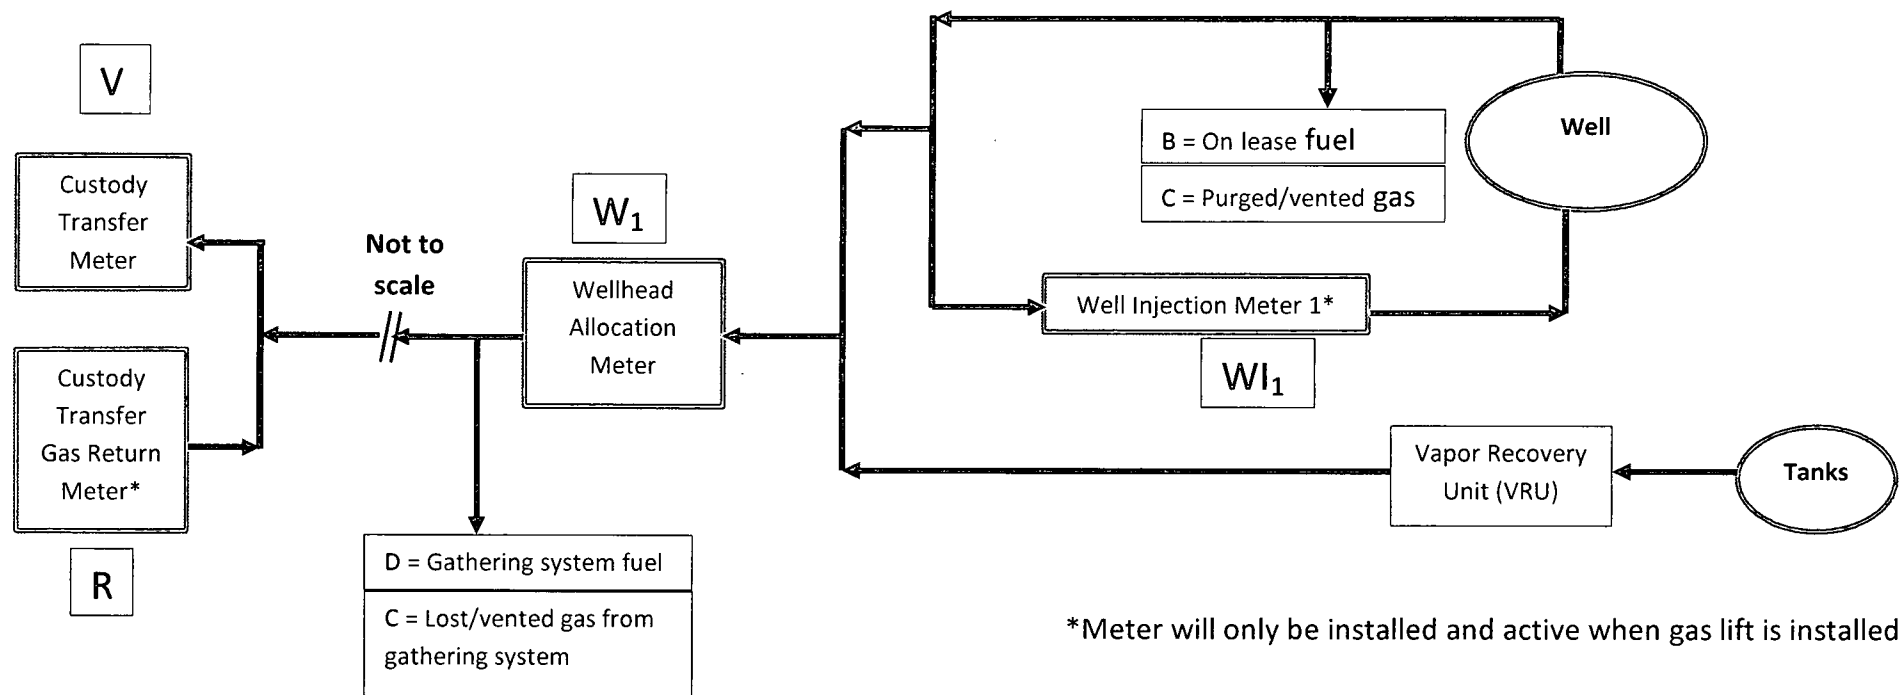 V
Custody
Transfer
Meter
Custody
Transfer
Gas Return
Meter*
R
Not to
scale
W₁
Wellhead
Allocation
Meter
D = Gathering system fuel
C = Lost/vented gas from
gathering system
B = On lease fuel
C = Purged/vented gas
Well
Well Injection Meter 1*
WI₁
Vapor Recovery
Unit (VRU)
Tanks
*Meter will only be installed and active when gas lift is installed